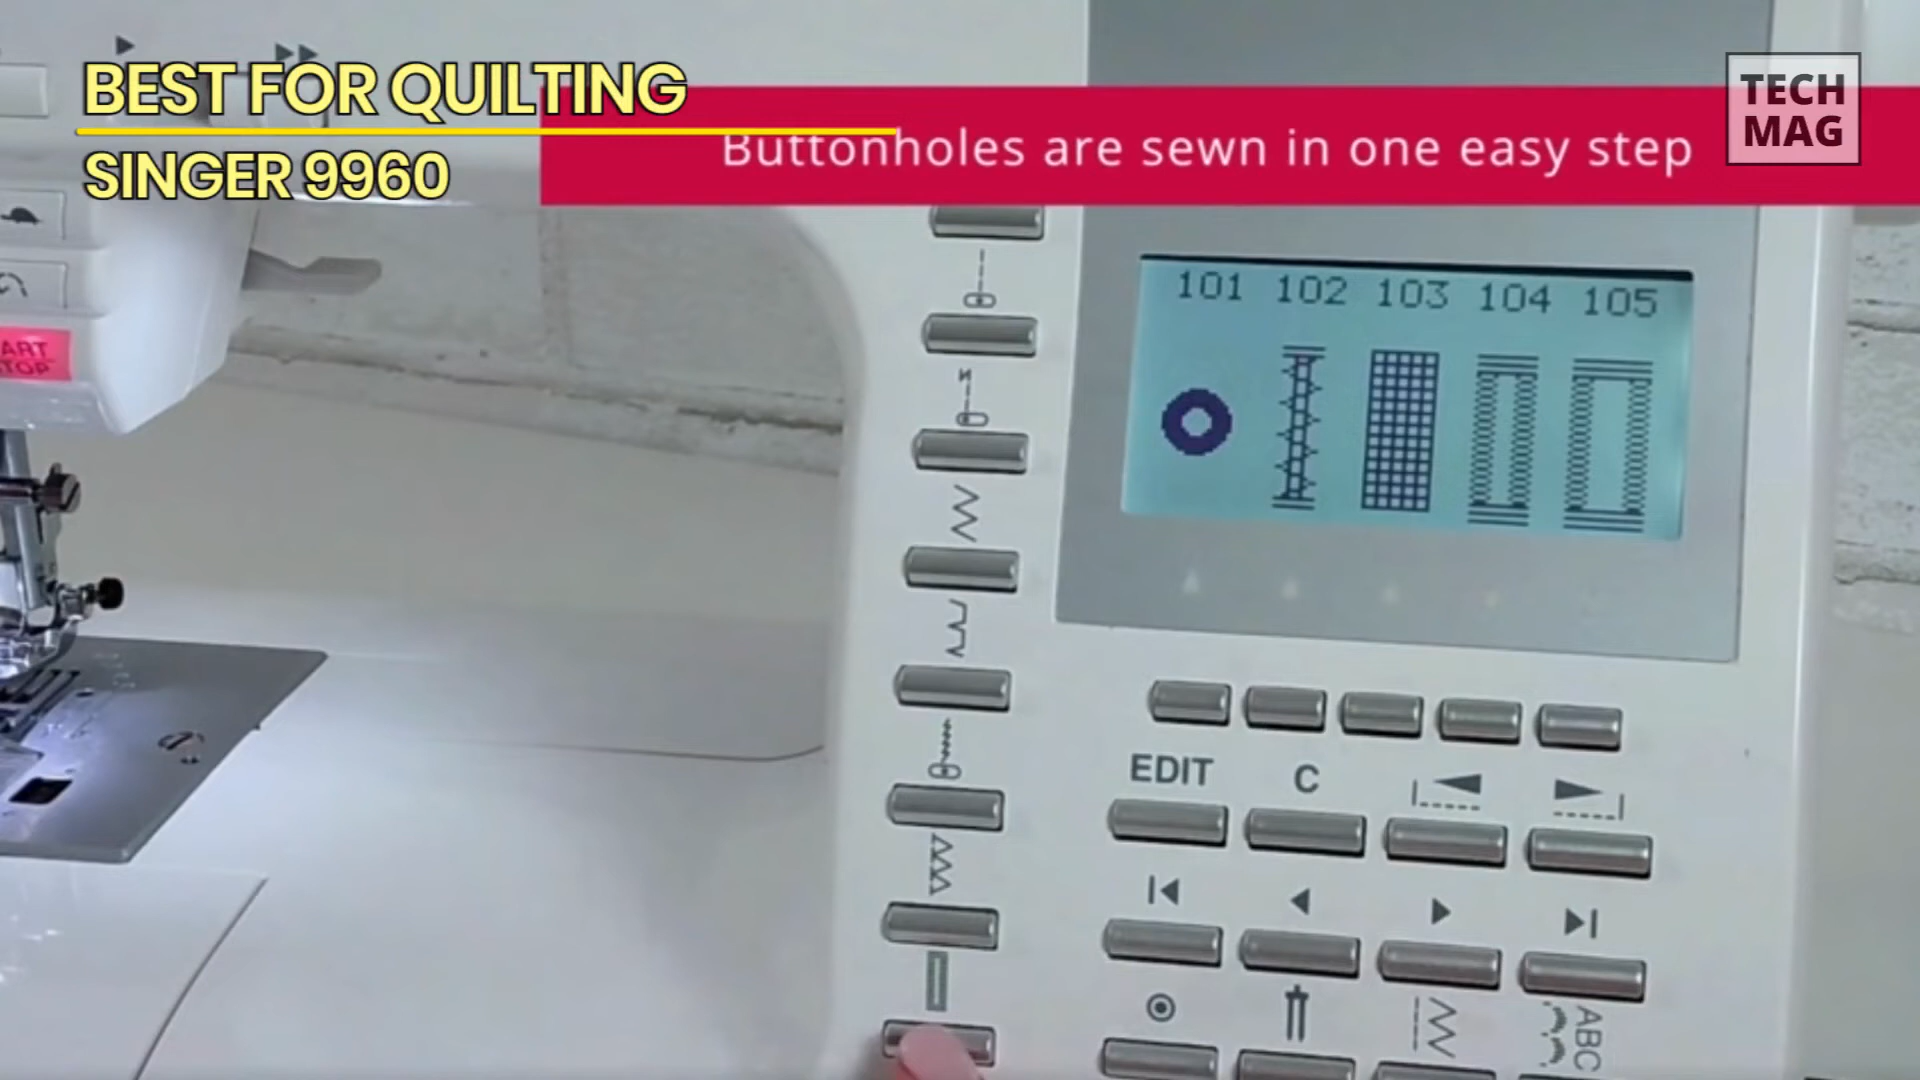 BEST FOR QUILTING
SINGER 9960
Buttonholes are sewn in one easy step
TECH
MAG
101 102 103 104 105
EDIT C
ABC